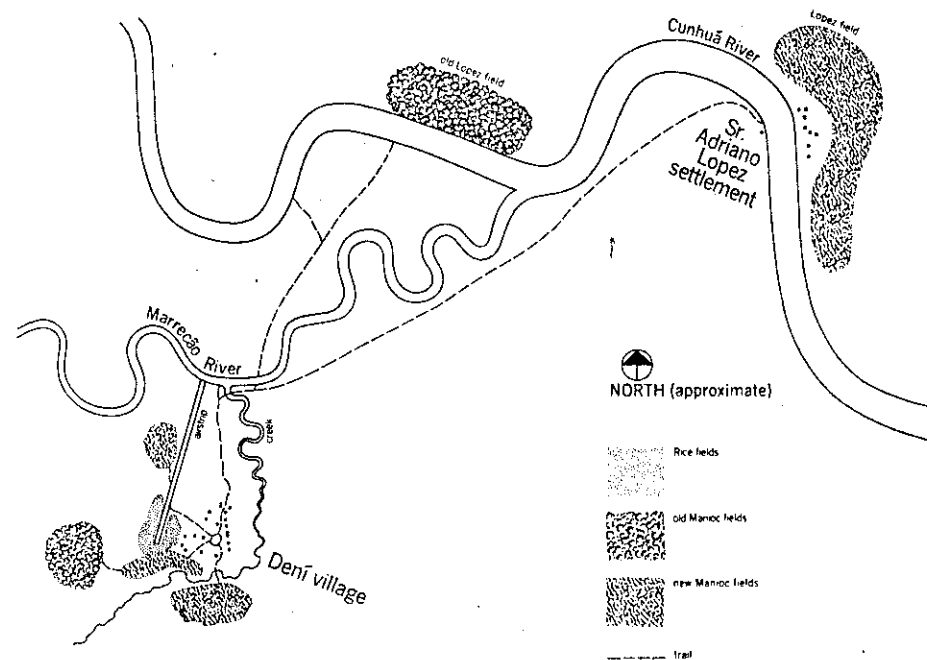 Cunhuã River
Lopez field
old Lopez field
Sr.
Adriano
Lopez
settlement
Marrecão River
NORTH (approximate)
airstrip
creek
Rice fields
old Manioc fields
Dení village
new Manioc fields
Trail